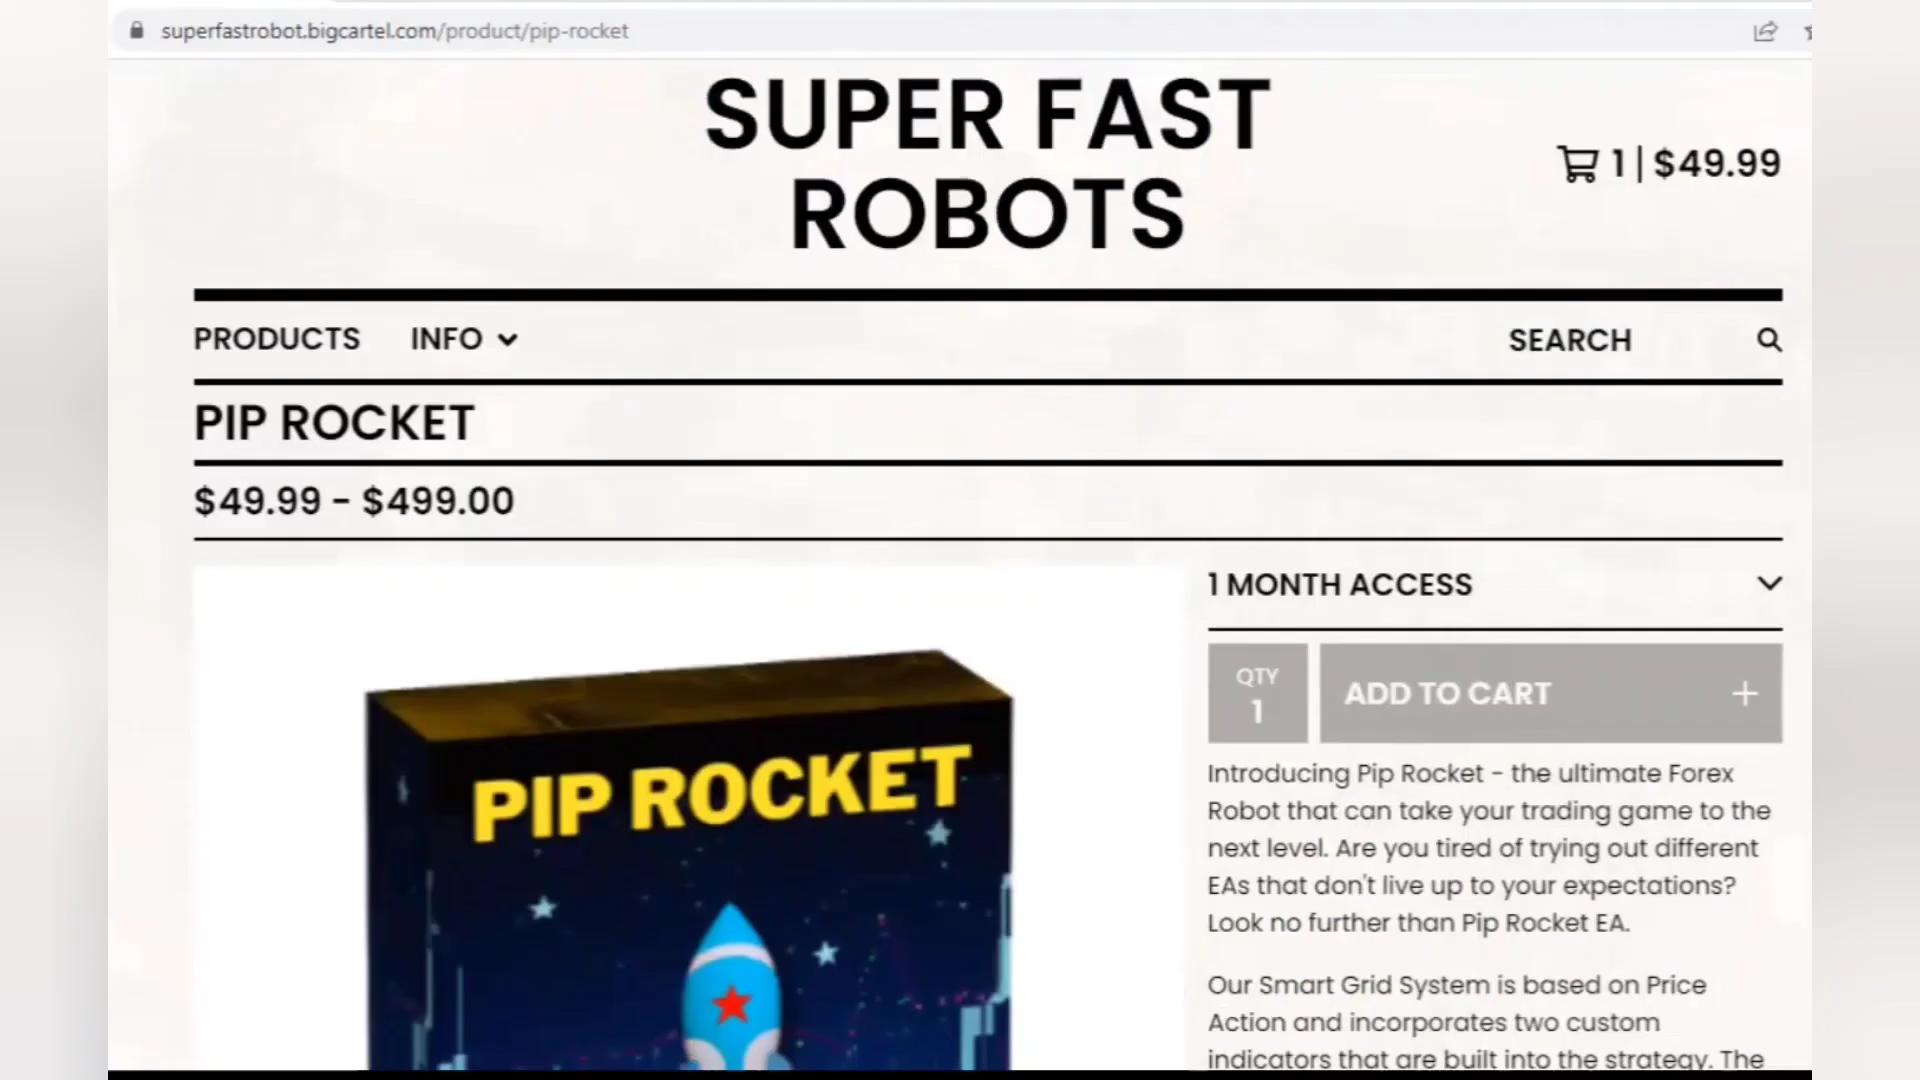 superfastrobot.bigcartel.com/product/pip-rocket
SUPER FAST
ROBOTS
1 | $49.99
PRODUCTS INFO
SEARCH
PIP ROCKET
$49.99 - $499.00
1 MONTH ACCESS
QTY
1
ADD TO CART +
PIP ROCKET
Introducing Pip Rocket - the ultimate Forex
Robot that can take your trading game to the
next level. Are you tired of trying out different
EAs that don't live up to your expectations?
Look no further than Pip Rocket EA.
Our Smart Grid System is based on Price
Action and incorporates two custom
indicators that are built into the strategy. The